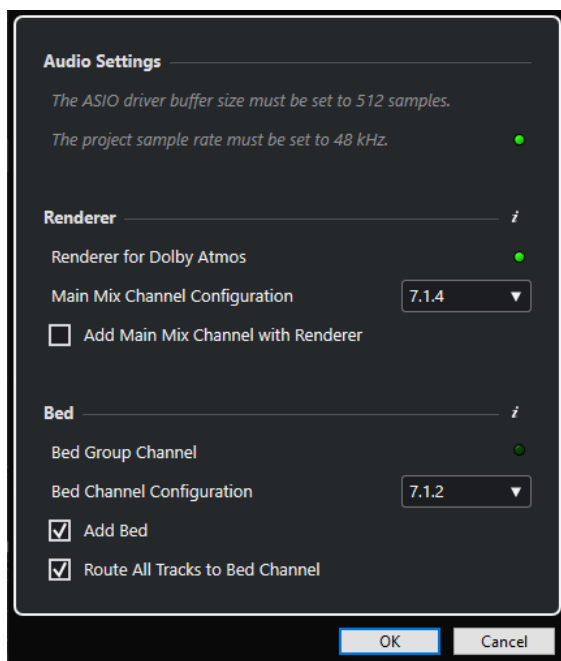 Audio Settings
The ASIO driver buffer size must be set to 512 samples.
The project sample rate must be set to 48 kHz.
Renderer i
Renderer for Dolby Atmos
Main Mix Channel Configuration 7.1.4
Add Main Mix Channel with Renderer
Bed i
Bed Group Channel
Bed Channel Configuration 7.1.2
Add Bed
Route All Tracks to Bed Channel
OK Cancel